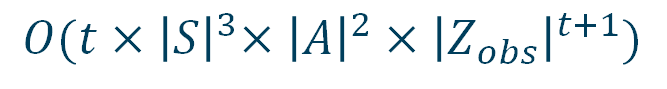 O(t × |S|³ × |A|² × |Z_obs|^{t+1})